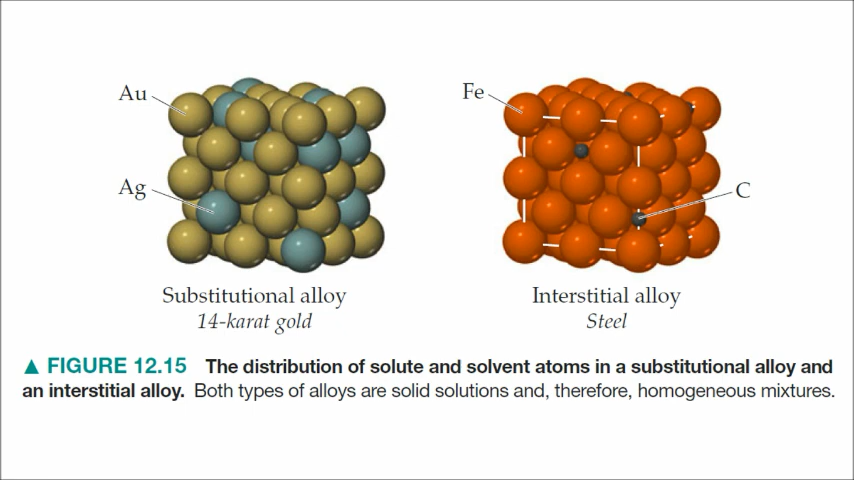 Au
Ag
Substitutional alloy
14-karat gold
Fe
C
Interstitial alloy
Steel
▲ FIGURE 12.15 The distribution of solute and solvent atoms in a substitutional alloy and
an interstitial alloy. Both types of alloys are solid solutions and, therefore, homogeneous mixtures.